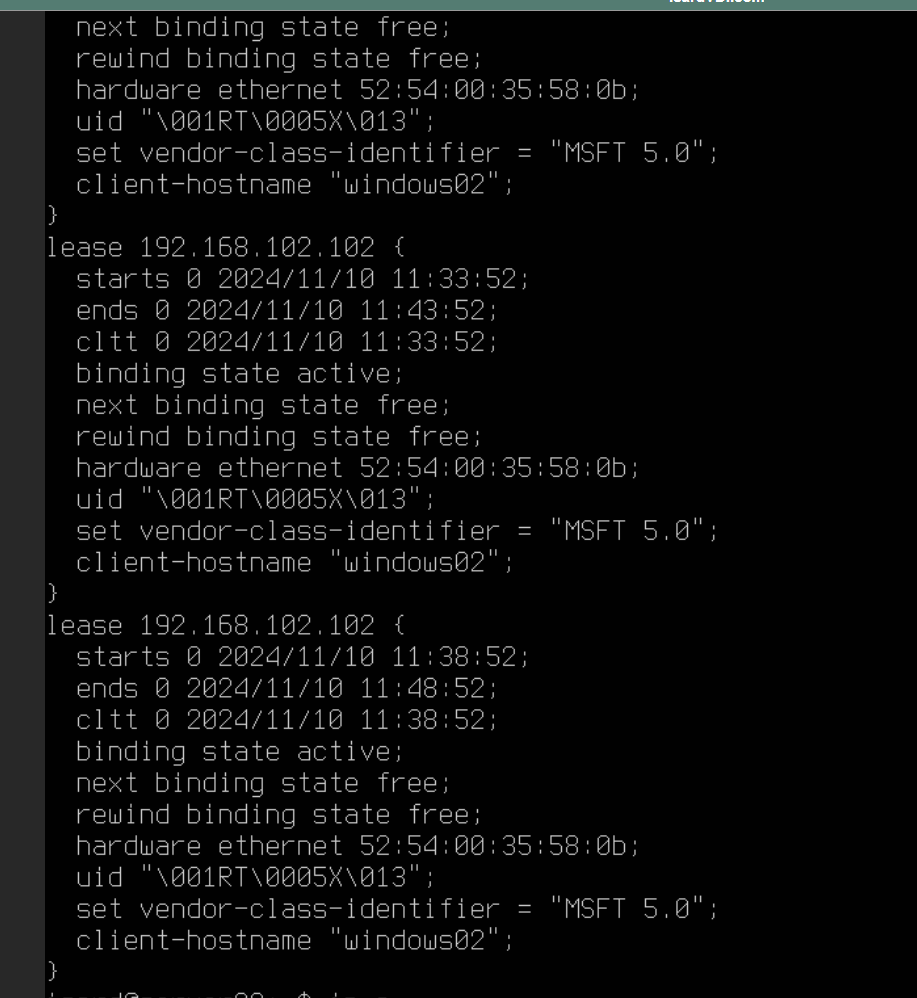 next binding state free;
rewind binding state free;
hardware ethernet 52:54:00:35:58:0b;
uid "\001RT\0005X\013";
set vendor-class-identifier = "MSFT 5.0";
client-hostname "windows02";
}
lease 192.168.102.102 {
starts 0 2024/11/10 11:33:52;
ends 0 2024/11/10 11:43:52;
cltt 0 2024/11/10 11:33:52;
binding state active;
next binding state free;
rewind binding state free;
hardware ethernet 52:54:00:35:58:0b;
uid "\001RT\0005X\013";
set vendor-class-identifier = "MSFT 5.0";
client-hostname "windows02";
}
lease 192.168.102.102 {
starts 0 2024/11/10 11:38:52;
ends 0 2024/11/10 11:48:52;
cltt 0 2024/11/10 11:38:52;
binding state active;
next binding state free;
rewind binding state free;
hardware ethernet 52:54:00:35:58:0b;
uid "\001RT\0005X\013";
set vendor-class-identifier = "MSFT 5.0";
client-hostname "windows02";
}